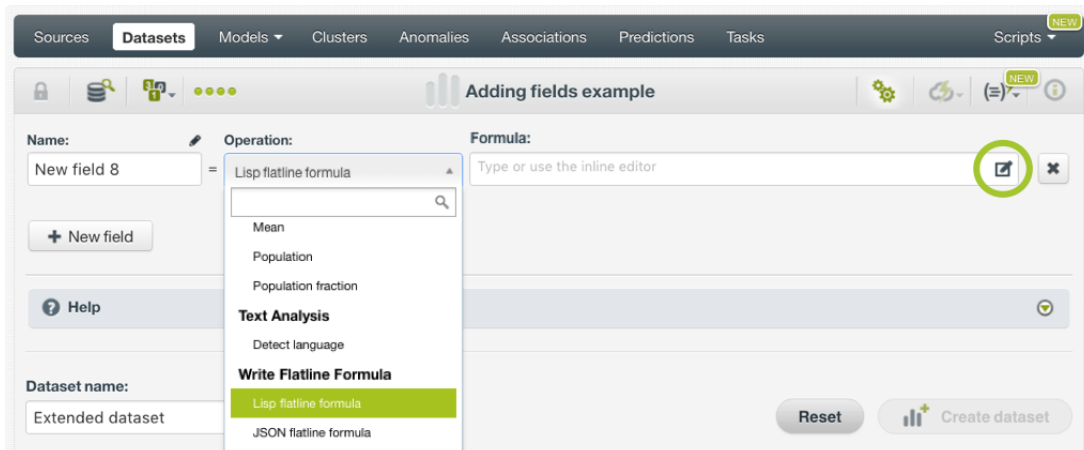 Sources Datasets Models Clusters Anomalies Associations Predictions Tasks Scripts NEW
Adding fields example (=) NEW
Name: Operation: Formula:
New field 8 = Lisp flatline formula Type or use the inline editor
Mean
+ New field
Population
Population fraction
Help
Text Analysis
Detect language
Write Flatline Formula
Dataset name:
Lisp flatline formula
Extended dataset Reset Create dataset
JSON flatline formula